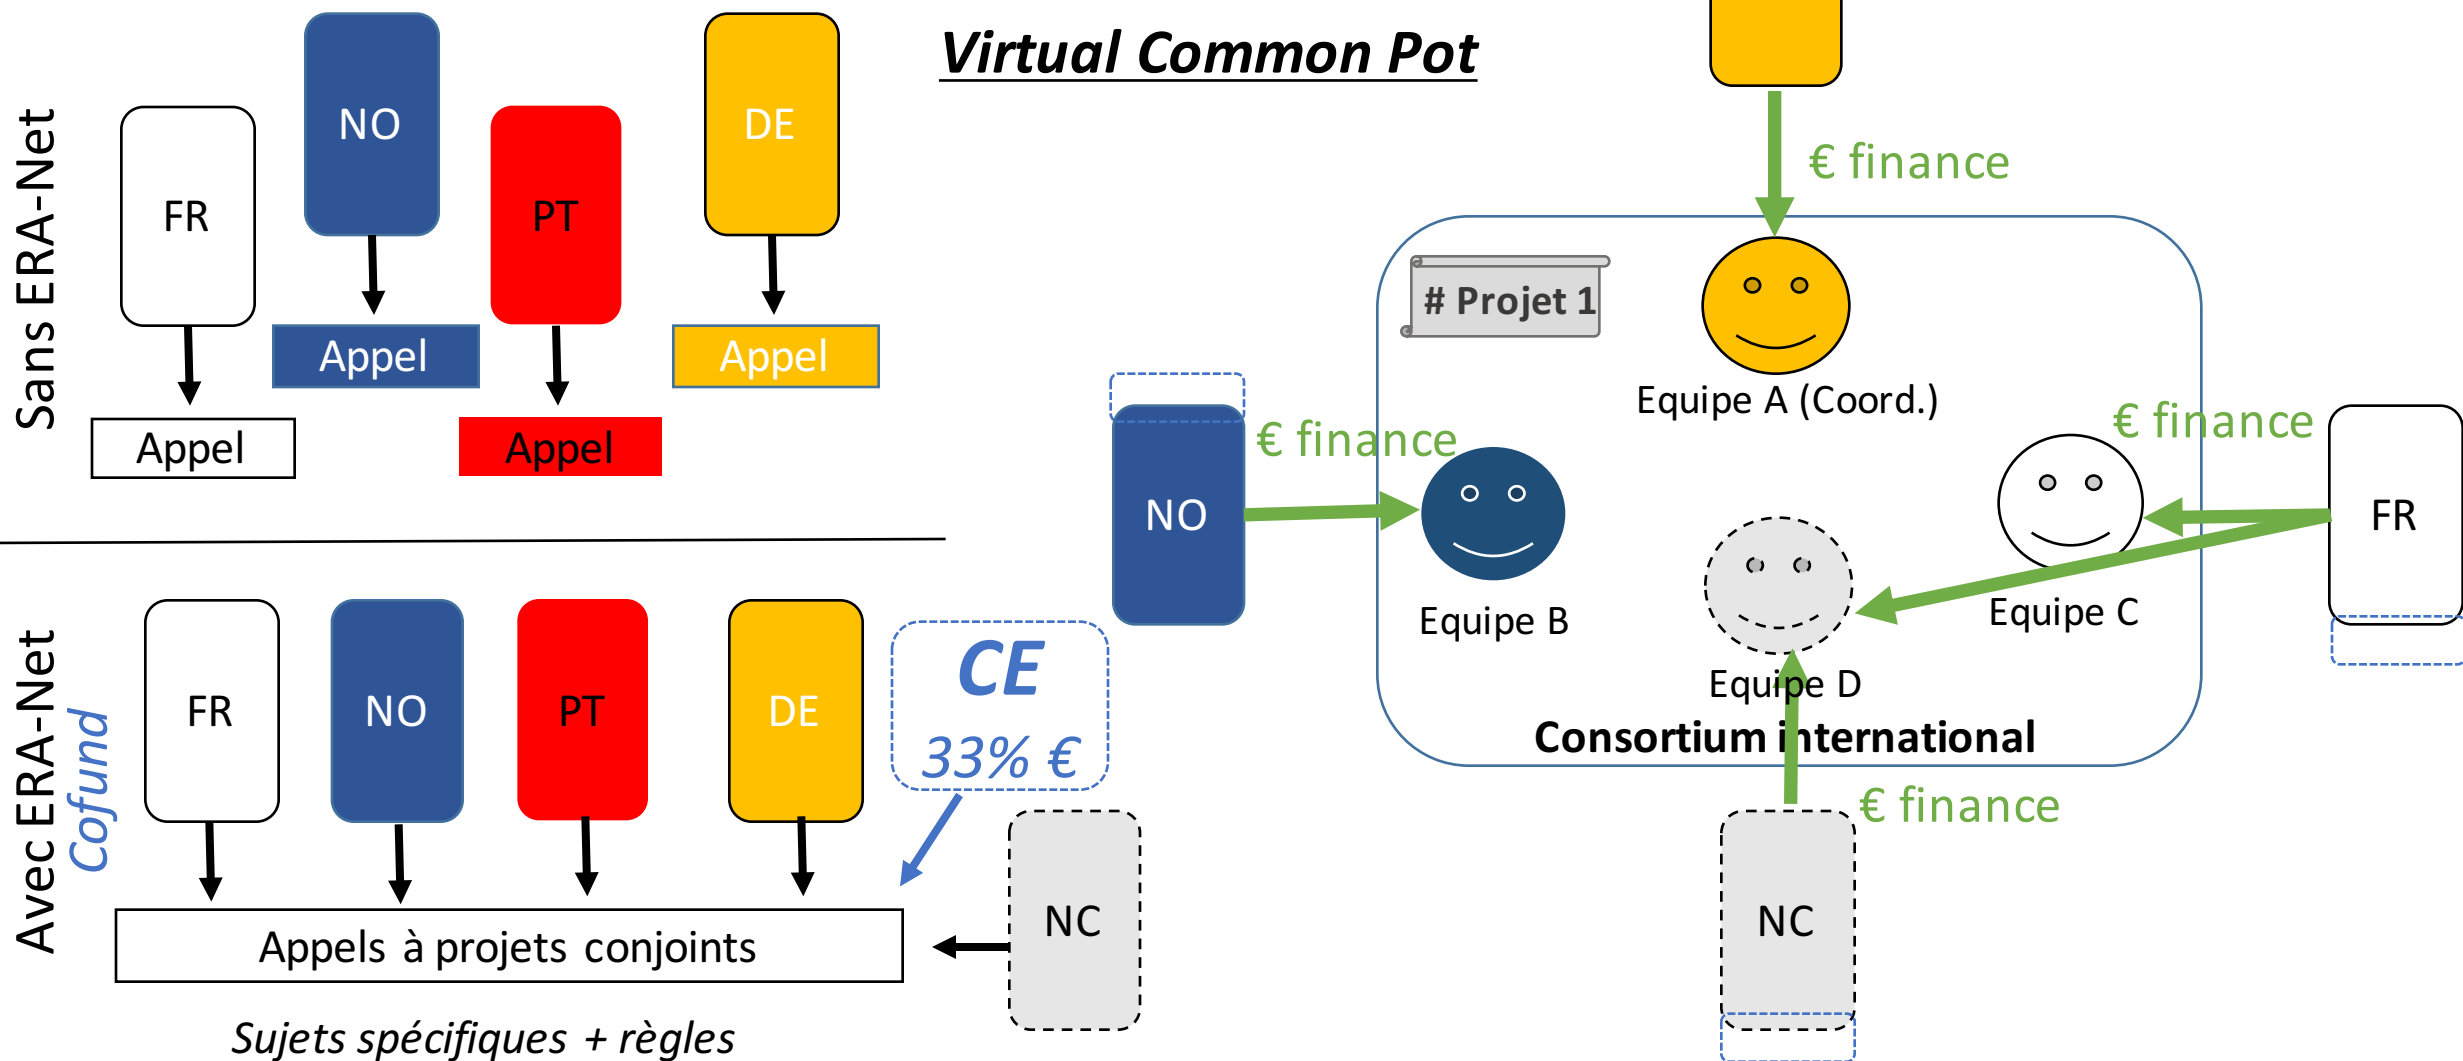 Virtual Common Pot
Sans ERA-Net
FR
NO
PT
DE
Appel
Appel
Appel
Appel
Avec ERA-Net
Cofund
FR
NO
PT
DE
CE
33% €
NC
Appels à projets conjoints
Sujets spécifiques + règles
€ finance
# Projet 1
Equipe A (Coord.)
NO
€ finance
Equipe B
€ finance
FR
Equipe C
Equipe D
Consortium international
€ finance
NC